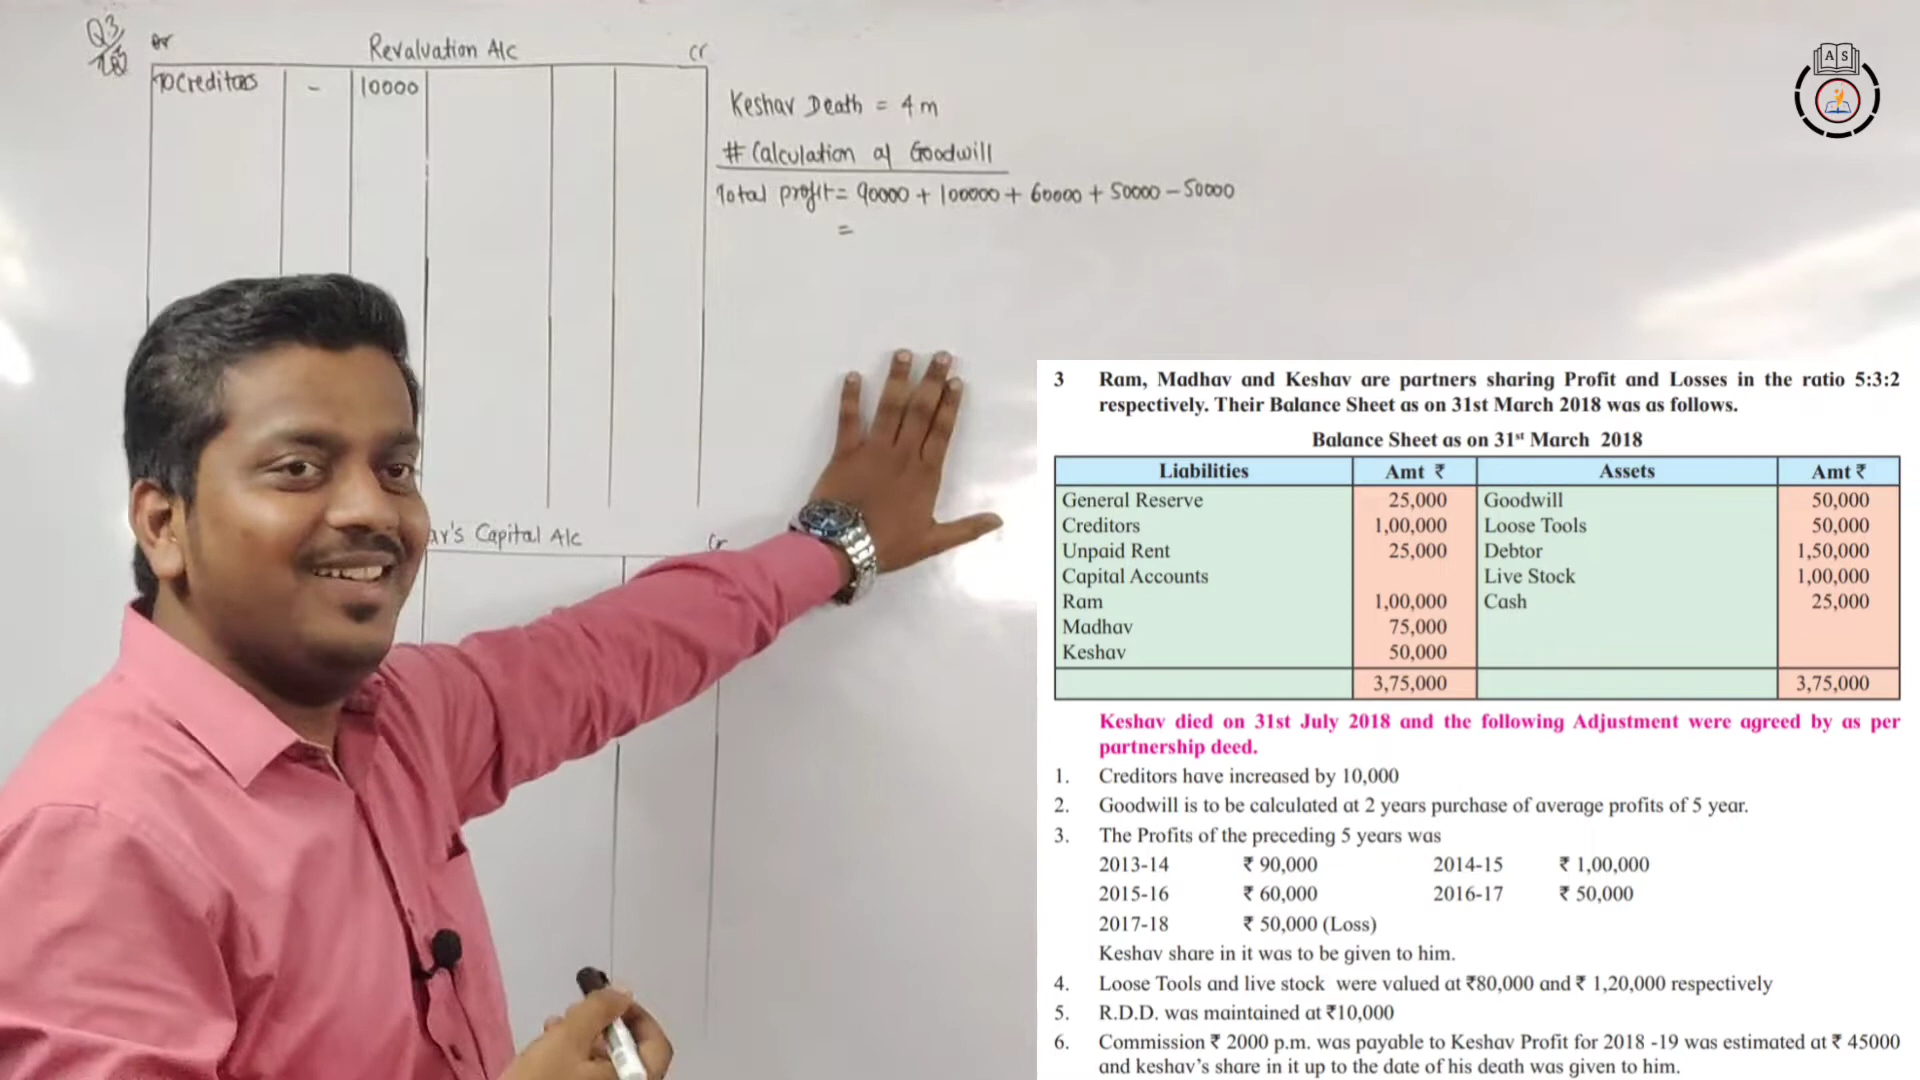 Q3
Dr Revaluation A/c Cr
To Creditors - 10000
Keshav Death = 4 m
# Calculation of Goodwill
Total profit = 90000 + 100000 + 60000 + 50000 - 50000
=
's Capital A/c Cr
A S
3 Ram, Madhav and Keshav are partners sharing Profit and Losses in the ratio 5:3:2
respectively. Their Balance Sheet as on 31st March 2018 was as follows.
Balance Sheet as on 31st March 2018
Liabilities Amt ₹ Assets Amt ₹
General Reserve 25,000 Goodwill 50,000
Creditors 1,00,000 Loose Tools 50,000
Unpaid Rent 25,000 Debtor 1,50,000
Capital Accounts Live Stock 1,00,000
Ram 1,00,000 Cash 25,000
Madhav 75,000
Keshav 50,000
3,75,000 3,75,000
Keshav died on 31st July 2018 and the following Adjustment were agreed by as per
partnership deed.
1. Creditors have increased by 10,000
2. Goodwill is to be calculated at 2 years purchase of average profits of 5 year.
3. The Profits of the preceding 5 years was
2013-14 ₹ 90,000 2014-15 ₹ 1,00,000
2015-16 ₹ 60,000 2016-17 ₹ 50,000
2017-18 ₹ 50,000 (Loss)
Keshav share in it was to be given to him.
4. Loose Tools and live stock were valued at ₹80,000 and ₹ 1,20,000 respectively
5. R.D.D. was maintained at ₹10,000
6. Commission ₹ 2000 p.m. was payable to Keshav Profit for 2018 -19 was estimated at ₹ 45000
and keshav's share in it up to the date of his death was given to him.